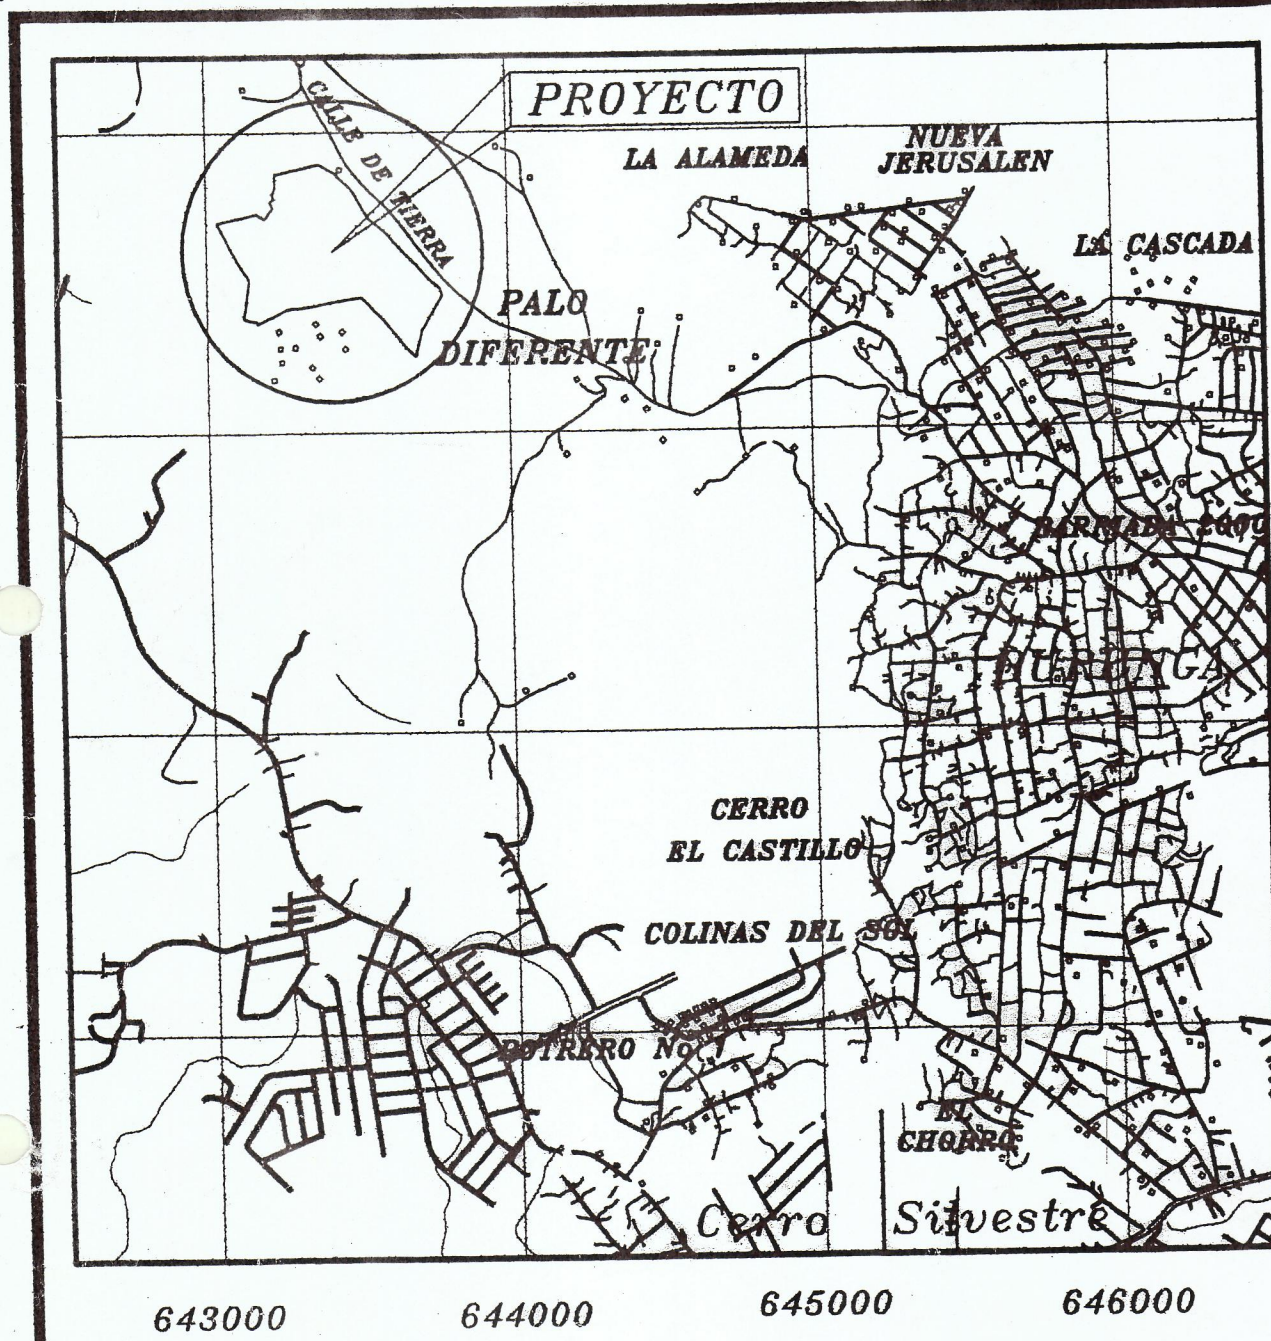 PROYECTO
CALLE DE TIERRA
NUEVA
JERUSALEN
LA ALAMEDA
LA CASCADA
PALO
DIFERENTE
BARRIADA 2000
BURUNGA
CERRO
EL CASTILLO
COLINAS DEL SOL
POTRERO No. 1
EL
CHORRO
Cerro Silvestre
643000 644000 645000 646000